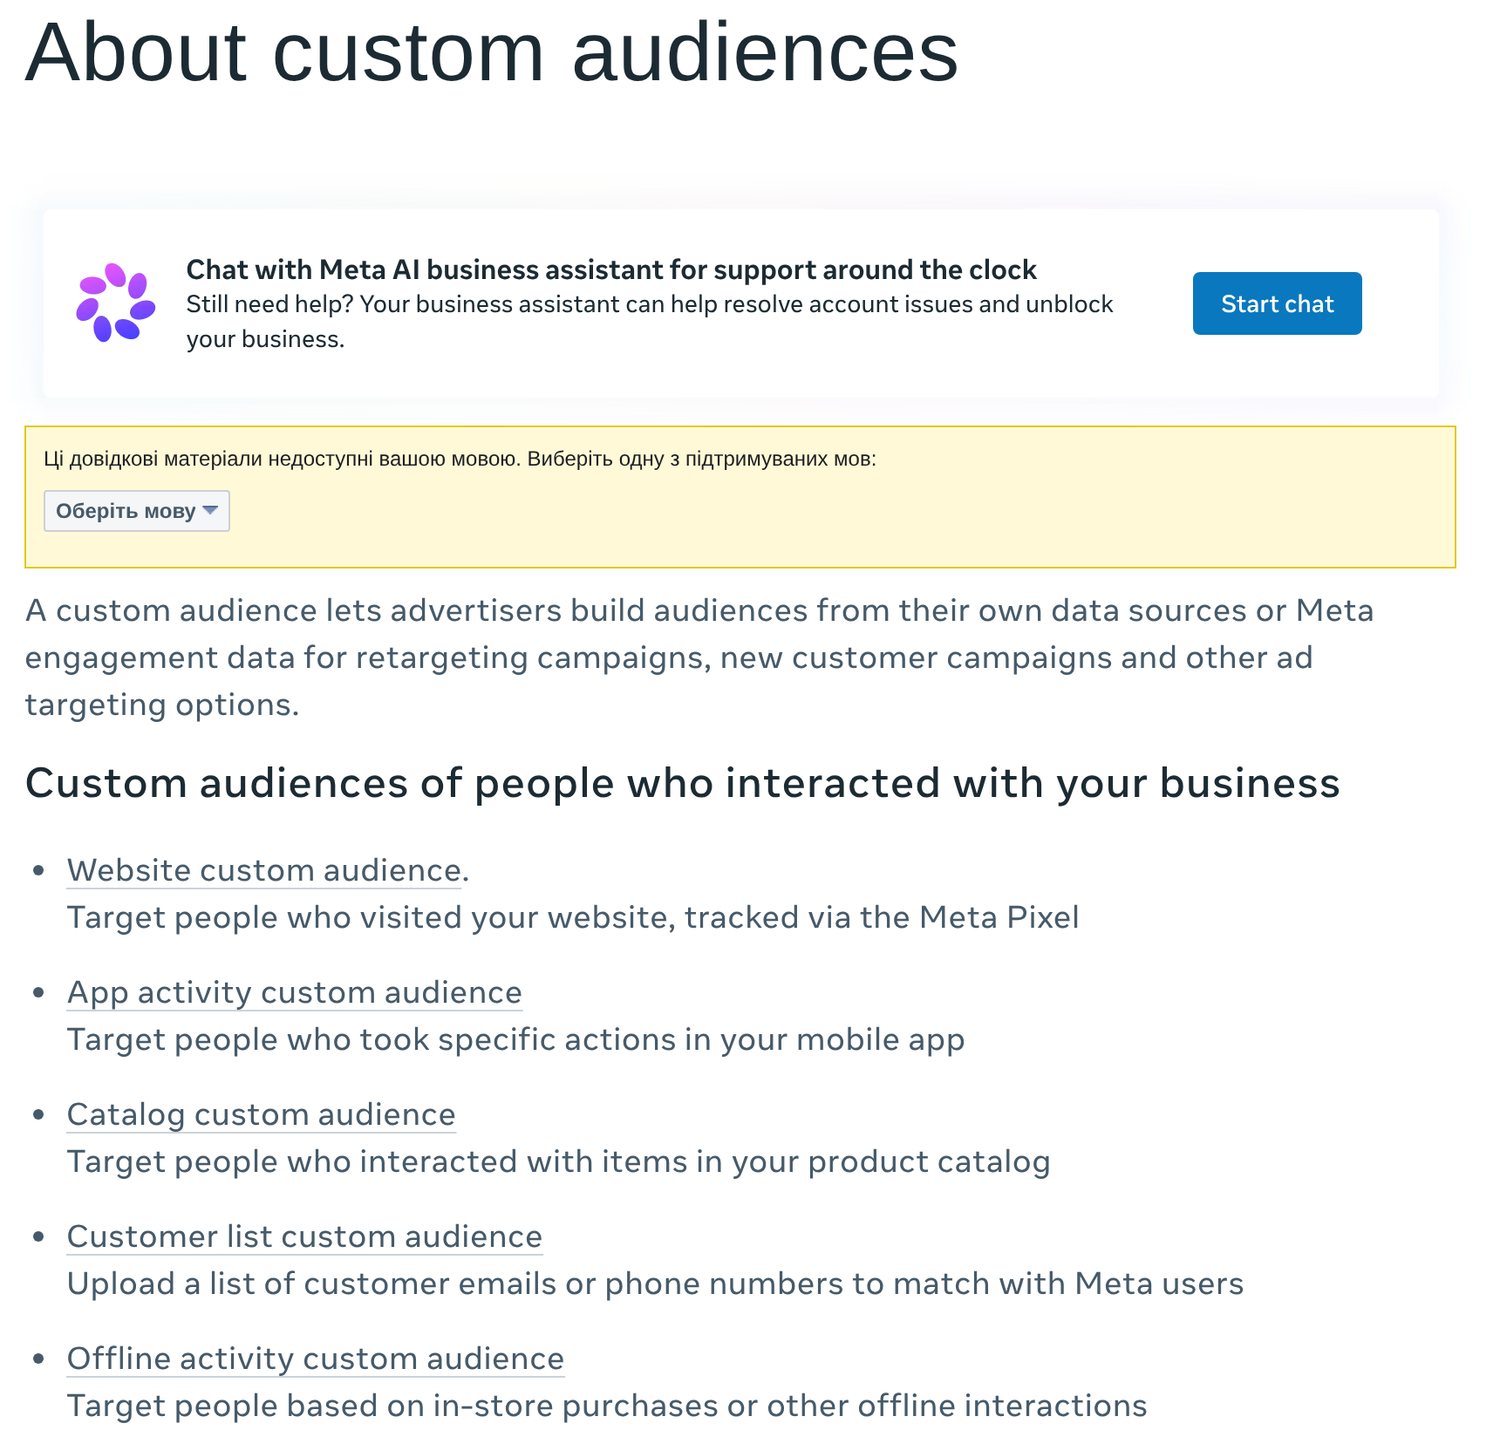 About custom audiences
Chat with Meta AI business assistant for support around the clock
Still need help? Your business assistant can help resolve account issues and unblock
your business.
Start chat
Ці довідкові матеріали недоступні вашою мовою. Виберіть одну з підтримуваних мов:
Оберіть мову
A custom audience lets advertisers build audiences from their own data sources or Meta
engagement data for retargeting campaigns, new customer campaigns and other ad
targeting options.
Custom audiences of people who interacted with your business
Website custom audience.
Target people who visited your website, tracked via the Meta Pixel
App activity custom audience
Target people who took specific actions in your mobile app
Catalog custom audience
Target people who interacted with items in your product catalog
Customer list custom audience
Upload a list of customer emails or phone numbers to match with Meta users
Offline activity custom audience
Target people based on in-store purchases or other offline interactions